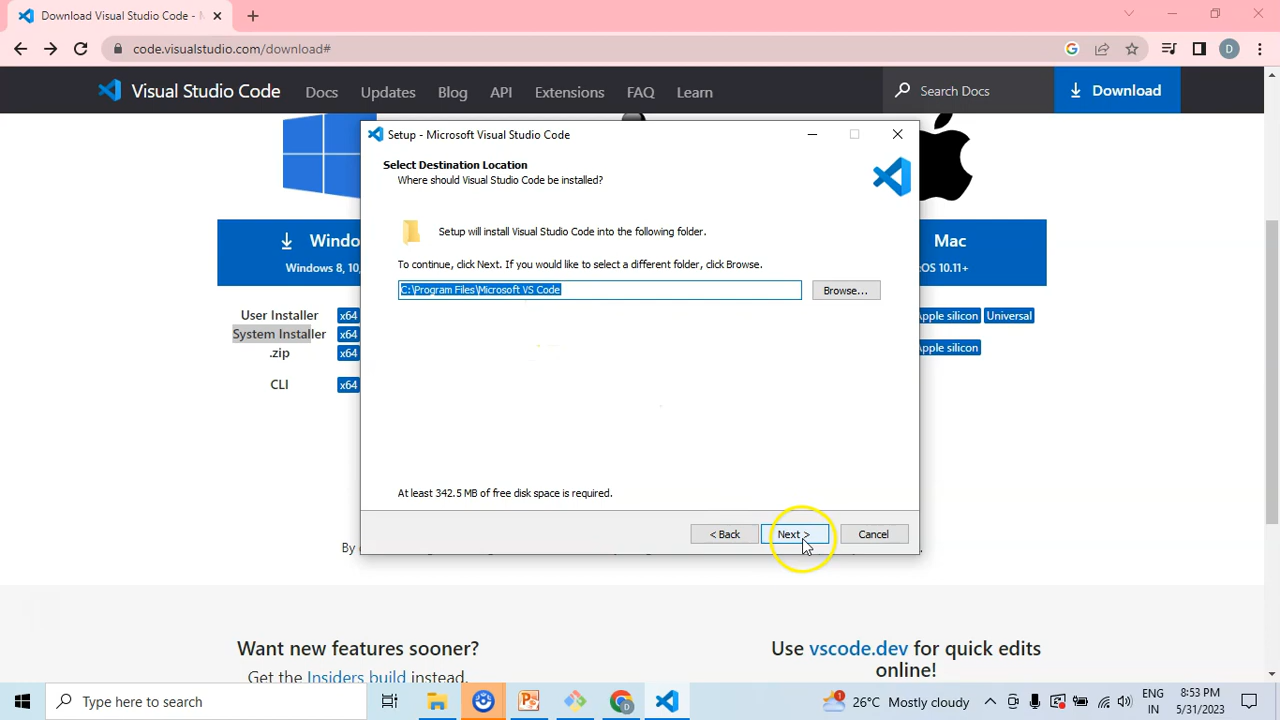 Download Visual Studio Code - M
code.visualstudio.com/download#
D
Visual Studio Code
Docs
Updates
Blog
API
Extensions
FAQ
Learn
Search Docs
Download
Setup - Microsoft Visual Studio Code
Select Destination Location
Where should Visual Studio Code be installed?
Setup will install Visual Studio Code into the following folder.
To continue, click Next. If you would like to select a different folder, click Browse.
C:\Program Files\Microsoft VS Code
Browse...
At least 342.5 MB of free disk space is required.
< Back
Next >
Cancel
Windo
Windows 8, 10,
Mac
OS 10.11+
User Installer
x64
Apple silicon
Universal
System Installer
x64
Apple silicon
.zip
x64
CLI
x64
By
Want new features sooner?
Get the Insiders build instead.
Use vscode.dev for quick edits
online!
Type here to search
26°C Mostly cloudy
ENG
IN
8:53 PM
5/31/2023